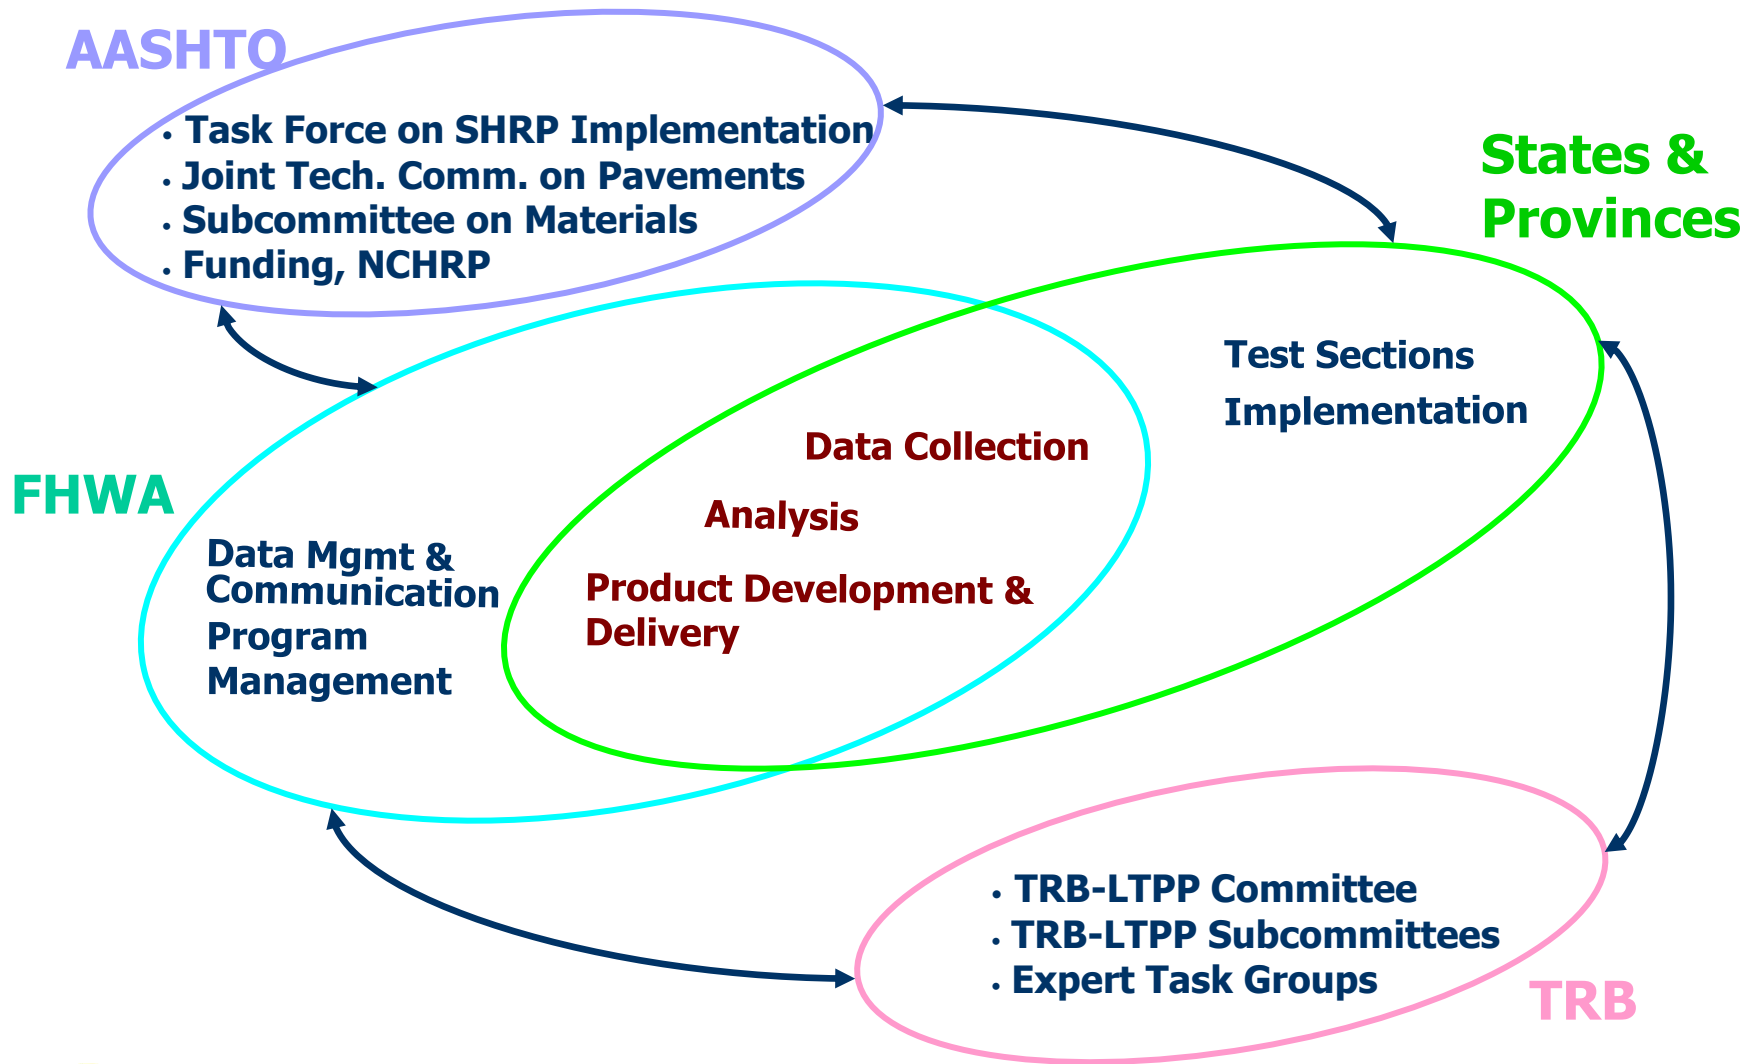 AASHTO
• Task Force on SHRP Implementation
• Joint Tech. Comm. on Pavements
• Subcommittee on Materials
• Funding, NCHRP
States &
Provinces
Test Sections
Implementation
Data Collection
Analysis
Product Development &
Delivery
FHWA
Data Mgmt &
Communication
Program
Management
• TRB-LTPP Committee
• TRB-LTPP Subcommittees
• Expert Task Groups
TRB